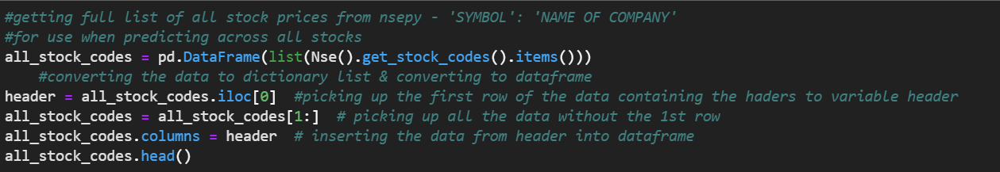 #getting full list of all stock prices from nsepy - 'SYMBOL': 'NAME OF COMPANY'
#for use when predicting across all stocks
all_stock_codes = pd.DataFrame(list(Nse().get_stock_codes().items()))
    #converting the data to dictionary list & converting to dataframe
header = all_stock_codes.iloc[0]  #picking up the first row of the data containing the haders to variable header
all_stock_codes = all_stock_codes[1:]  # picking up all the data without the 1st row
all_stock_codes.columns = header  # inserting the data from header into dataframe
all_stock_codes.head()